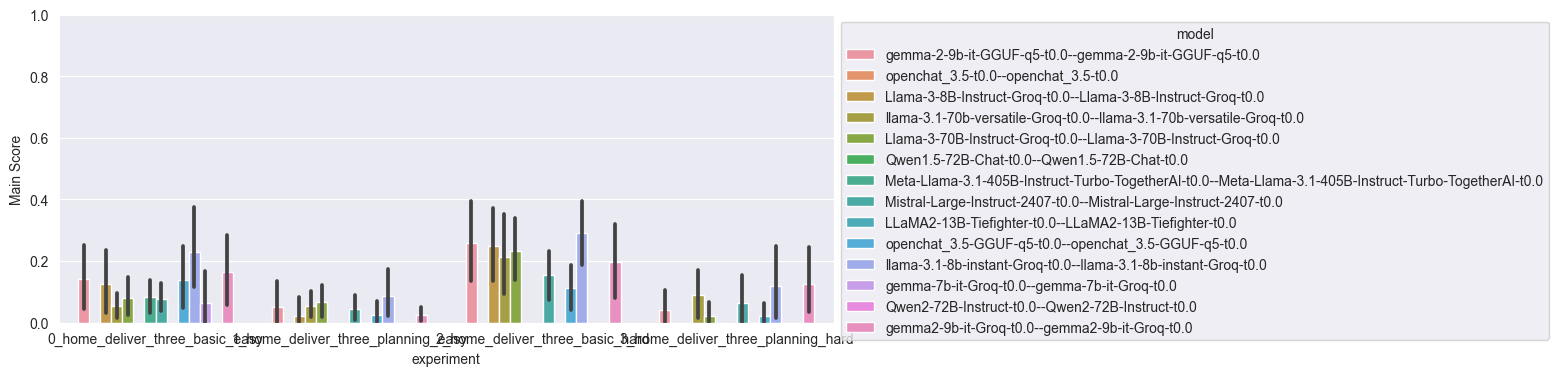 1.0
0.8
0.6
0.4
0.2
0.0
Main Score
0_home_deliver_three_basic_easy
1_home_deliver_three_planning_easy
2_home_deliver_three_basic_hard
3_home_deliver_three_planning_hard
experiment
model
gemma-2-9b-it-GGUF-q5-t0.0--gemma-2-9b-it-GGUF-q5-t0.0
openchat_3.5-t0.0--openchat_3.5-t0.0
Llama-3-8B-Instruct-Groq-t0.0--Llama-3-8B-Instruct-Groq-t0.0
llama-3.1-70b-versatile-Groq-t0.0--llama-3.1-70b-versatile-Groq-t0.0
Llama-3-70B-Instruct-Groq-t0.0--Llama-3-70B-Instruct-Groq-t0.0
Qwen1.5-72B-Chat-t0.0--Qwen1.5-72B-Chat-t0.0
Meta-Llama-3.1-405B-Instruct-Turbo-TogetherAI-t0.0--Meta-Llama-3.1-405B-Instruct-Turbo-TogetherAI-t0.0
Mistral-Large-Instruct-2407-t0.0--Mistral-Large-Instruct-2407-t0.0
LLaMA2-13B-Tiefighter-t0.0--LLaMA2-13B-Tiefighter-t0.0
openchat_3.5-GGUF-q5-t0.0--openchat_3.5-GGUF-q5-t0.0
llama-3.1-8b-instant-Groq-t0.0--llama-3.1-8b-instant-Groq-t0.0
gemma-7b-it-Groq-t0.0--gemma-7b-it-Groq-t0.0
Qwen2-72B-Instruct-t0.0--Qwen2-72B-Instruct-t0.0
gemma2-9b-it-Groq-t0.0--gemma2-9b-it-Groq-t0.0